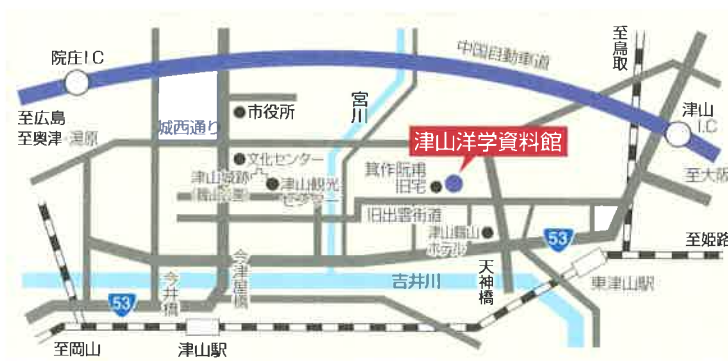 中国自動車道
至鳥取
院庄I.C
至広島
至奥津・湯原
城西通り
市役所
宮川
津山
I.C
至大阪
津山洋学資料館
文化センター
津山城跡
(鶴山公園)
津山観光
センター
箕作阮甫
旧宅
旧出雲街道
津山鶴山
ホテル
53
至姫路
今井橋
今津屋橋
吉井川
天神橋
東津山駅
53
至岡山
津山駅